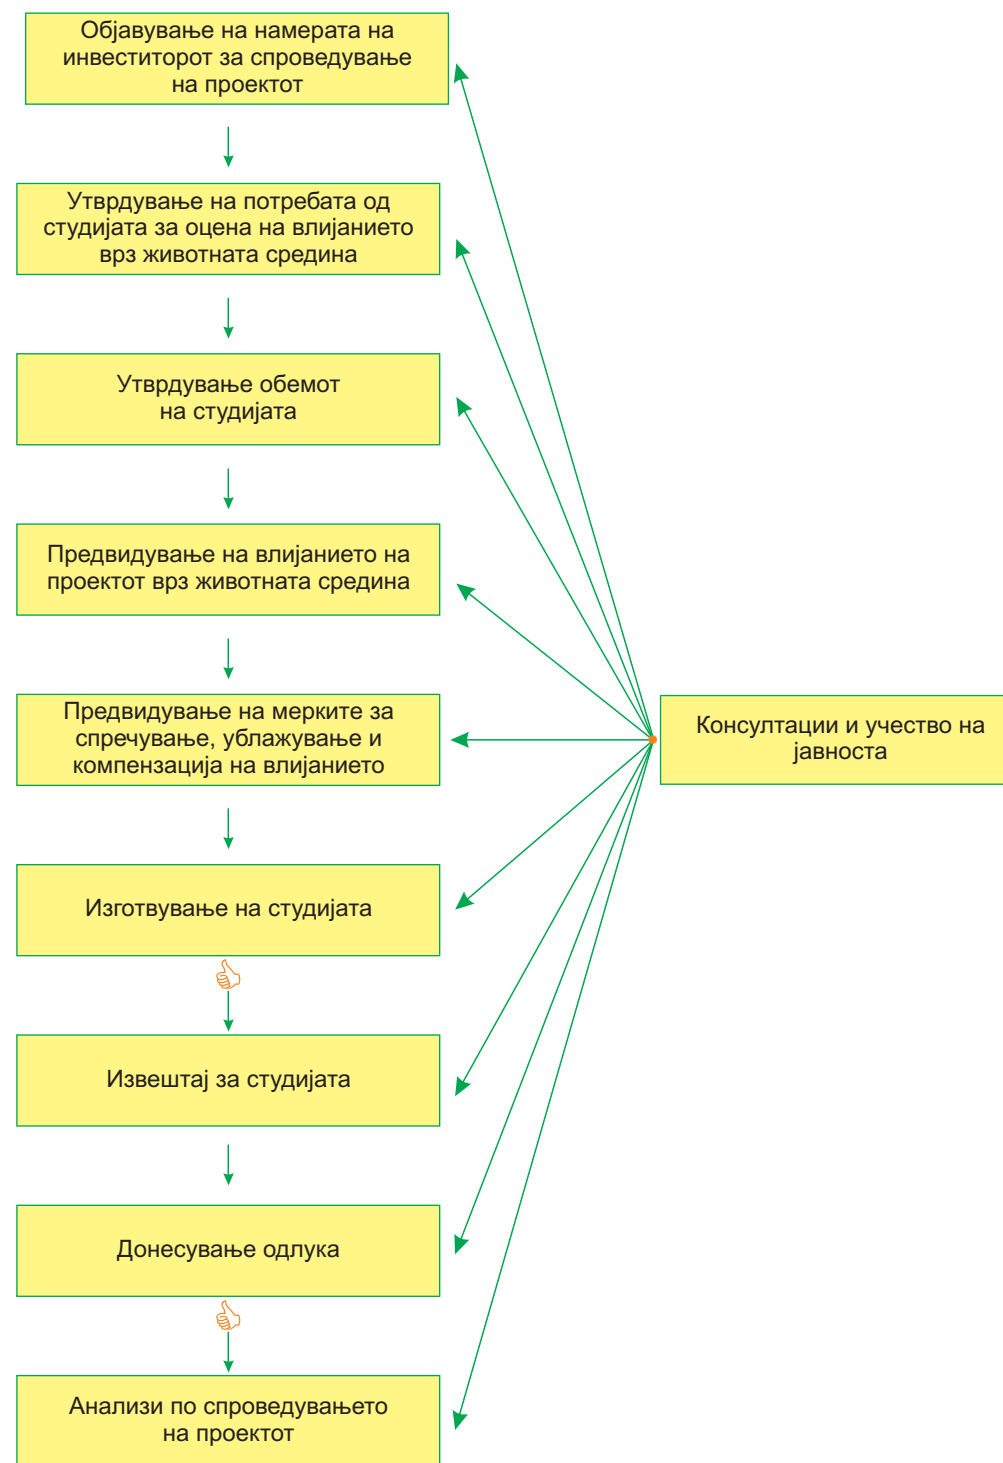 Објавување на намерата на
инвеститорот за спроведување
на проектот
Утврдување на потребата од
студијата за оцена на влијанието
врз животната средина
Утврдување обемот
на студијата
Предвидување на влијанието на
проектот врз животната средина
Предвидување на мерките за
спречување, ублажување и
компензација на влијанието
Консултации и учество на
јавноста
Изготвување на студијата
Извештај за студијата
Донесување одлука
Анализи по спроведувањето
на проектот